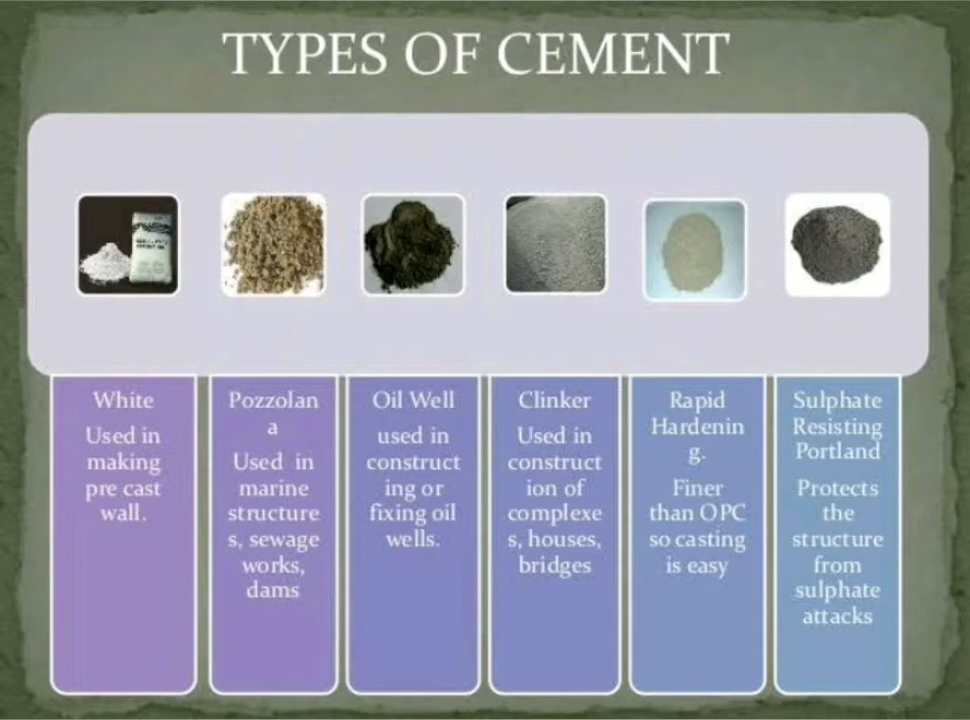 TYPES OF CEMENT
White
Used in
making
pre cast
wall.
Pozzolan
a
Used in
marine
structure
s, sewage
works,
dams
Oil Well
used in
construct
ing or
fixing oil
wells.
Clinker
Used in
construct
ion of
complexe
s, houses,
bridges
Rapid
Hardenin
g.
Finer
than OPC
so casting
is easy
Sulphate
Resisting
Portland
Protects
the
structure
from
sulphate
attacks